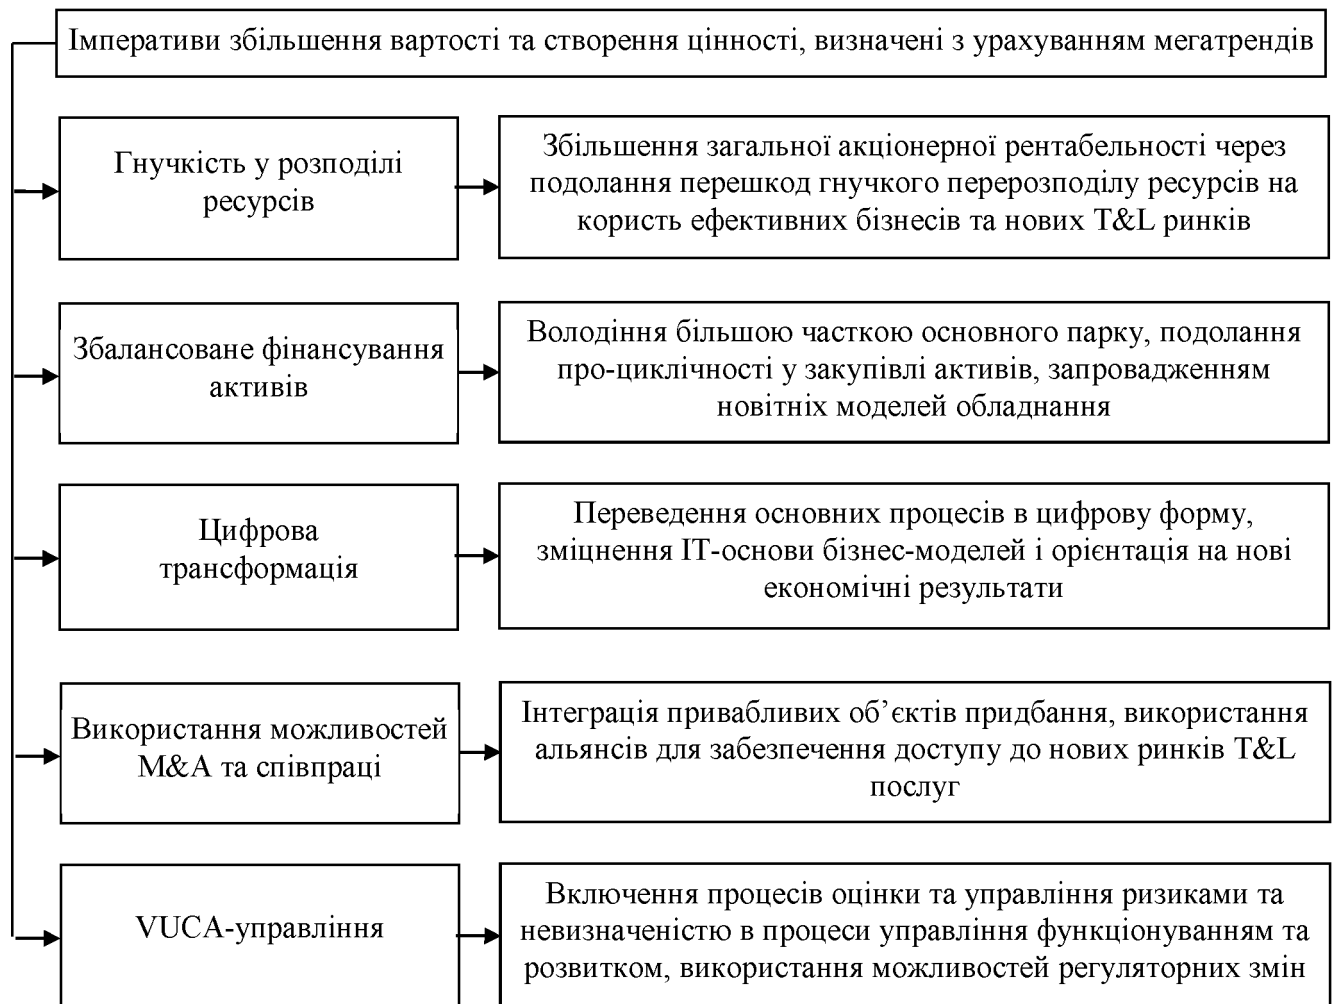 Імперативи збільшення вартості та створення цінності, визначені з урахуванням мегатрендів
Гнучкість у розподілі
ресурсів
Збільшення загальної акціонерної рентабельності через
подолання перешкод гнучкого перерозподілу ресурсів на
користь ефективних бізнесів та нових T&L ринків
Збалансоване фінансування
активів
Володіння більшою часткою основного парку, подолання
про-циклічності у закупівлі активів, запровадженням
новітніх моделей обладнання
Цифрова
трансформація
Переведення основних процесів в цифрову форму,
зміцнення ІТ-основи бізнес-моделей і орієнтація на нові
економічні результати
Використання можливостей
M&A та співпраці
Інтеграція привабливих об’єктів придбання, використання
альянсів для забезпечення доступу до нових ринків T&L
послуг
VUCA-управління
Включення процесів оцінки та управління ризиками та
невизначеністю в процеси управління функціонуванням та
розвитком, використання можливостей регуляторних змін